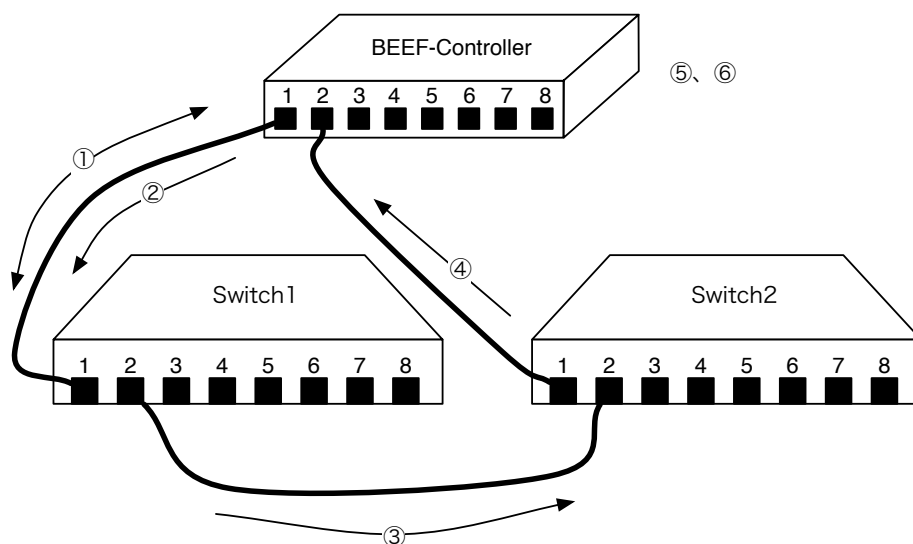 BEEF-Controller
⑤、⑥
1 2 3 4 5 6 7 8
①
②
④
Switch1
Switch2
1 2 3 4 5 6 7 8
1 2 3 4 5 6 7 8
③